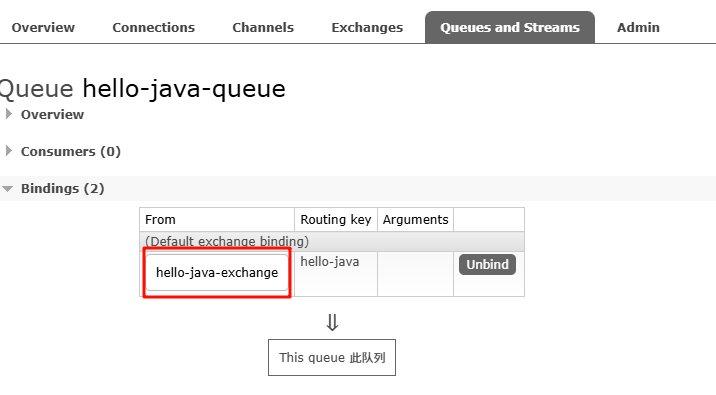 Overview Connections Channels Exchanges Queues and Streams Admin
Queue hello-java-queue
Overview
Consumers (0)
Bindings (2)
From Routing key Arguments
(Default exchange binding)
hello-java-exchange hello-java Unbind
⇓
This queue 此队列